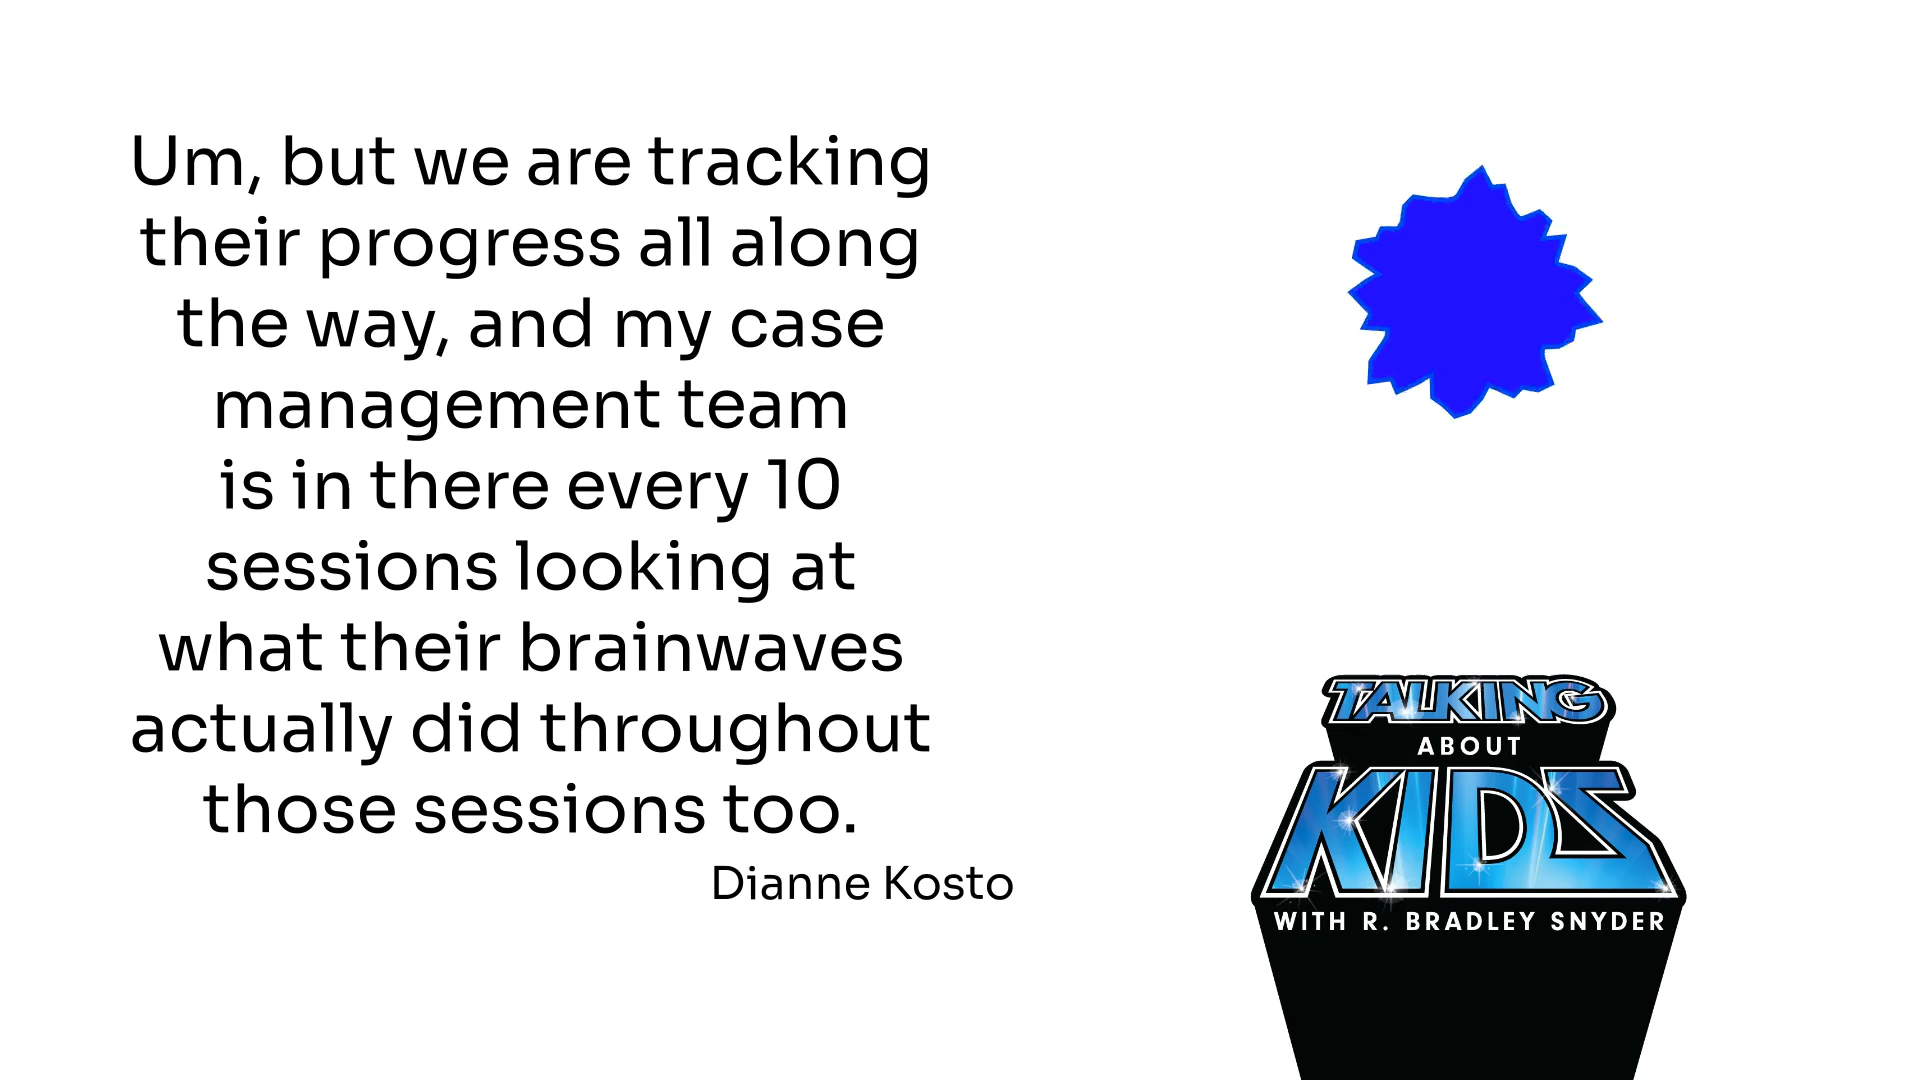 Um, but we are tracking
their progress all along
the way, and my case
management team
is in there every 10
sessions looking at
what their brainwaves
actually did throughout
those sessions too.
Dianne Kosto
TALKING
ABOUT
KIDS
WITH R. BRADLEY SNYDER